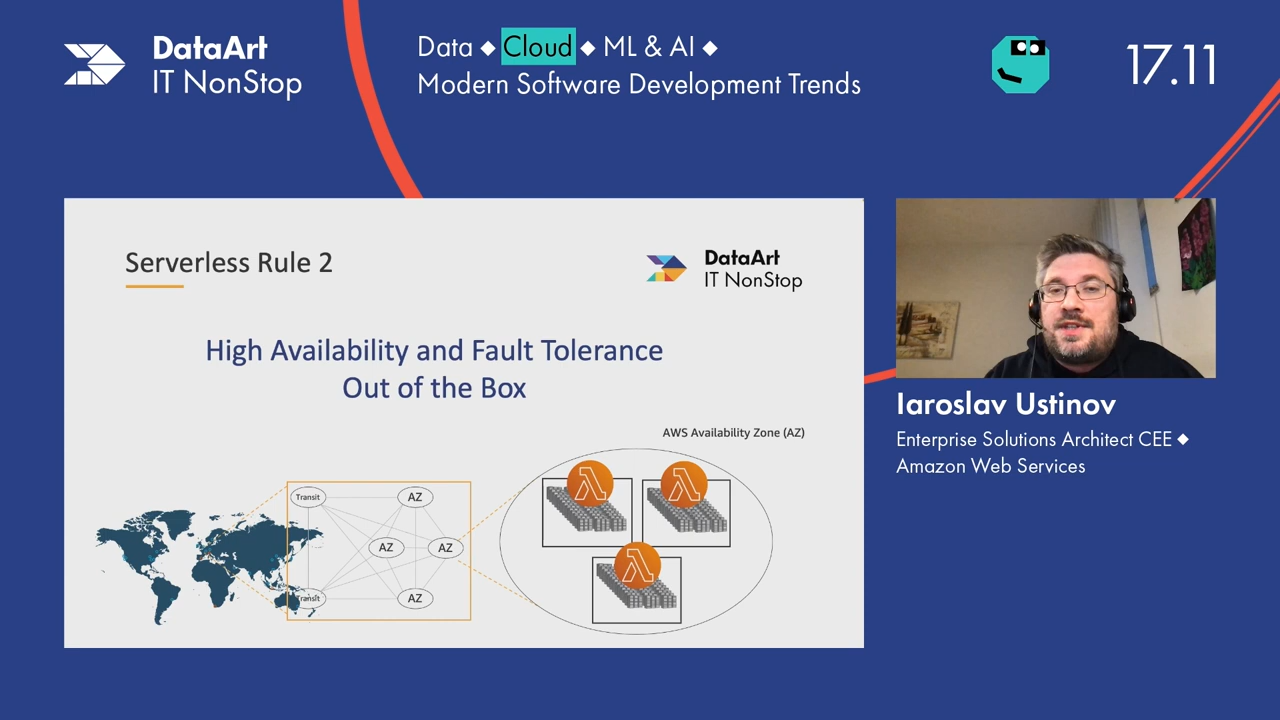 DataArt
IT NonStop
Data ◆ Cloud ◆ ML & AI ◆
Modern Software Development Trends
17.11
Serverless Rule 2
DataArt
IT NonStop
High Availability and Fault Tolerance
Out of the Box
AWS Availability Zone (AZ)
Transit
AZ
AZ
AZ
Transit
AZ
Iaroslav Ustinov
Enterprise Solutions Architect CEE ◆
Amazon Web Services